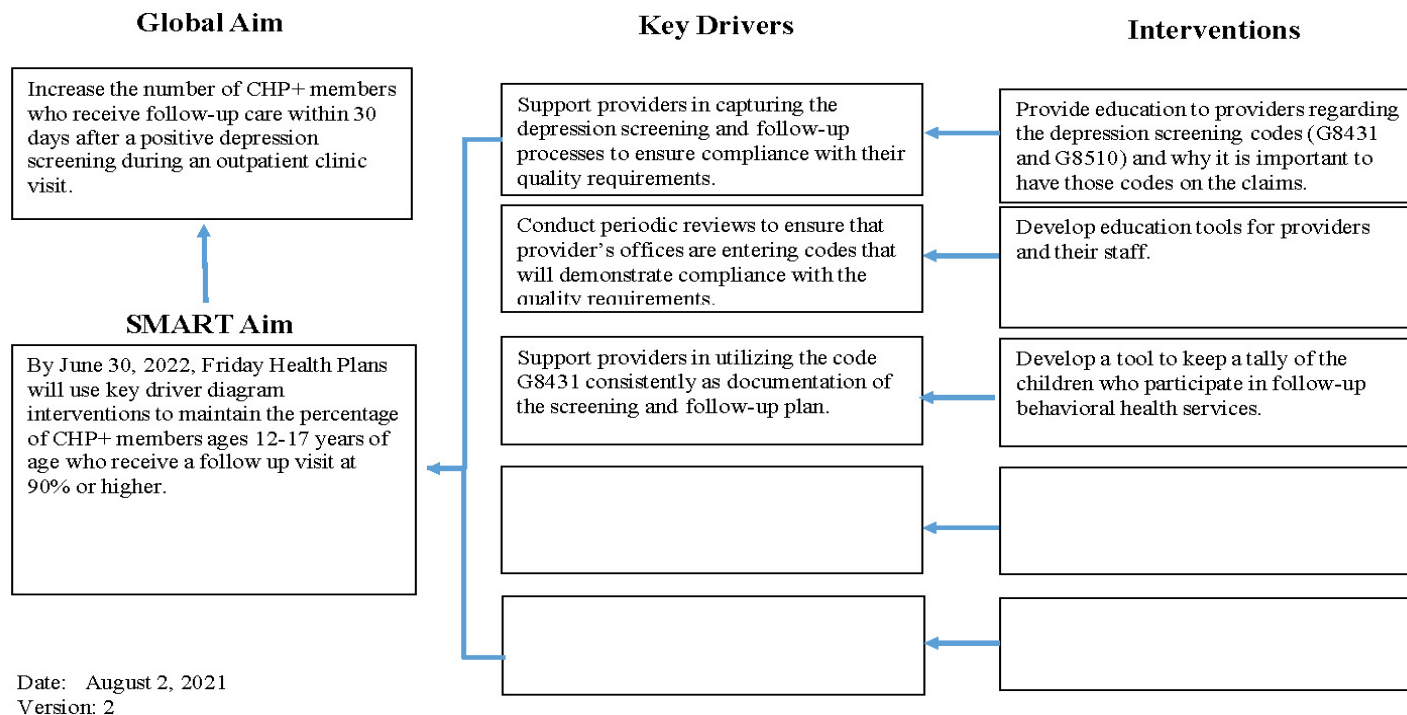 Global Aim
Key Drivers
Interventions
Increase the number of CHP+ members
who receive follow-up care within 30
days after a positive depression
screening during an outpatient clinic
visit.
SMART Aim
By June 30, 2022, Friday Health Plans
will use key driver diagram
interventions to maintain the percentage
of CHP+ members ages 12-17 years of
age who receive a follow up visit at
90% or higher.
Support providers in capturing the
depression screening and follow-up
processes to ensure compliance with their
quality requirements.
Conduct periodic reviews to ensure that
provider’s offices are entering codes that
will demonstrate compliance with the
quality requirements.
Support providers in utilizing the code
G8431 consistently as documentation of
the screening and follow-up plan.
Provide education to providers regarding
the depression screening codes (G8431
and G8510) and why it is important to
have those codes on the claims.
Develop education tools for providers
and their staff.
Develop a tool to keep a tally of the
children who participate in follow-up
behavioral health services.
Date: August 2, 2021
Version: 2